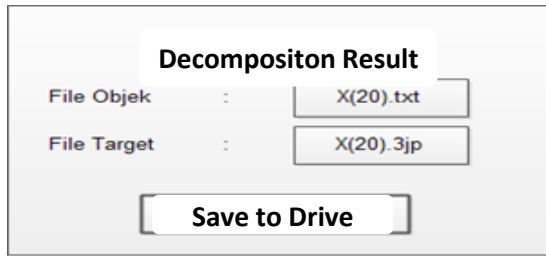 Decompositon Result
File Objek : X(20).txt
File Target : X(20).3jp
Save to Drive